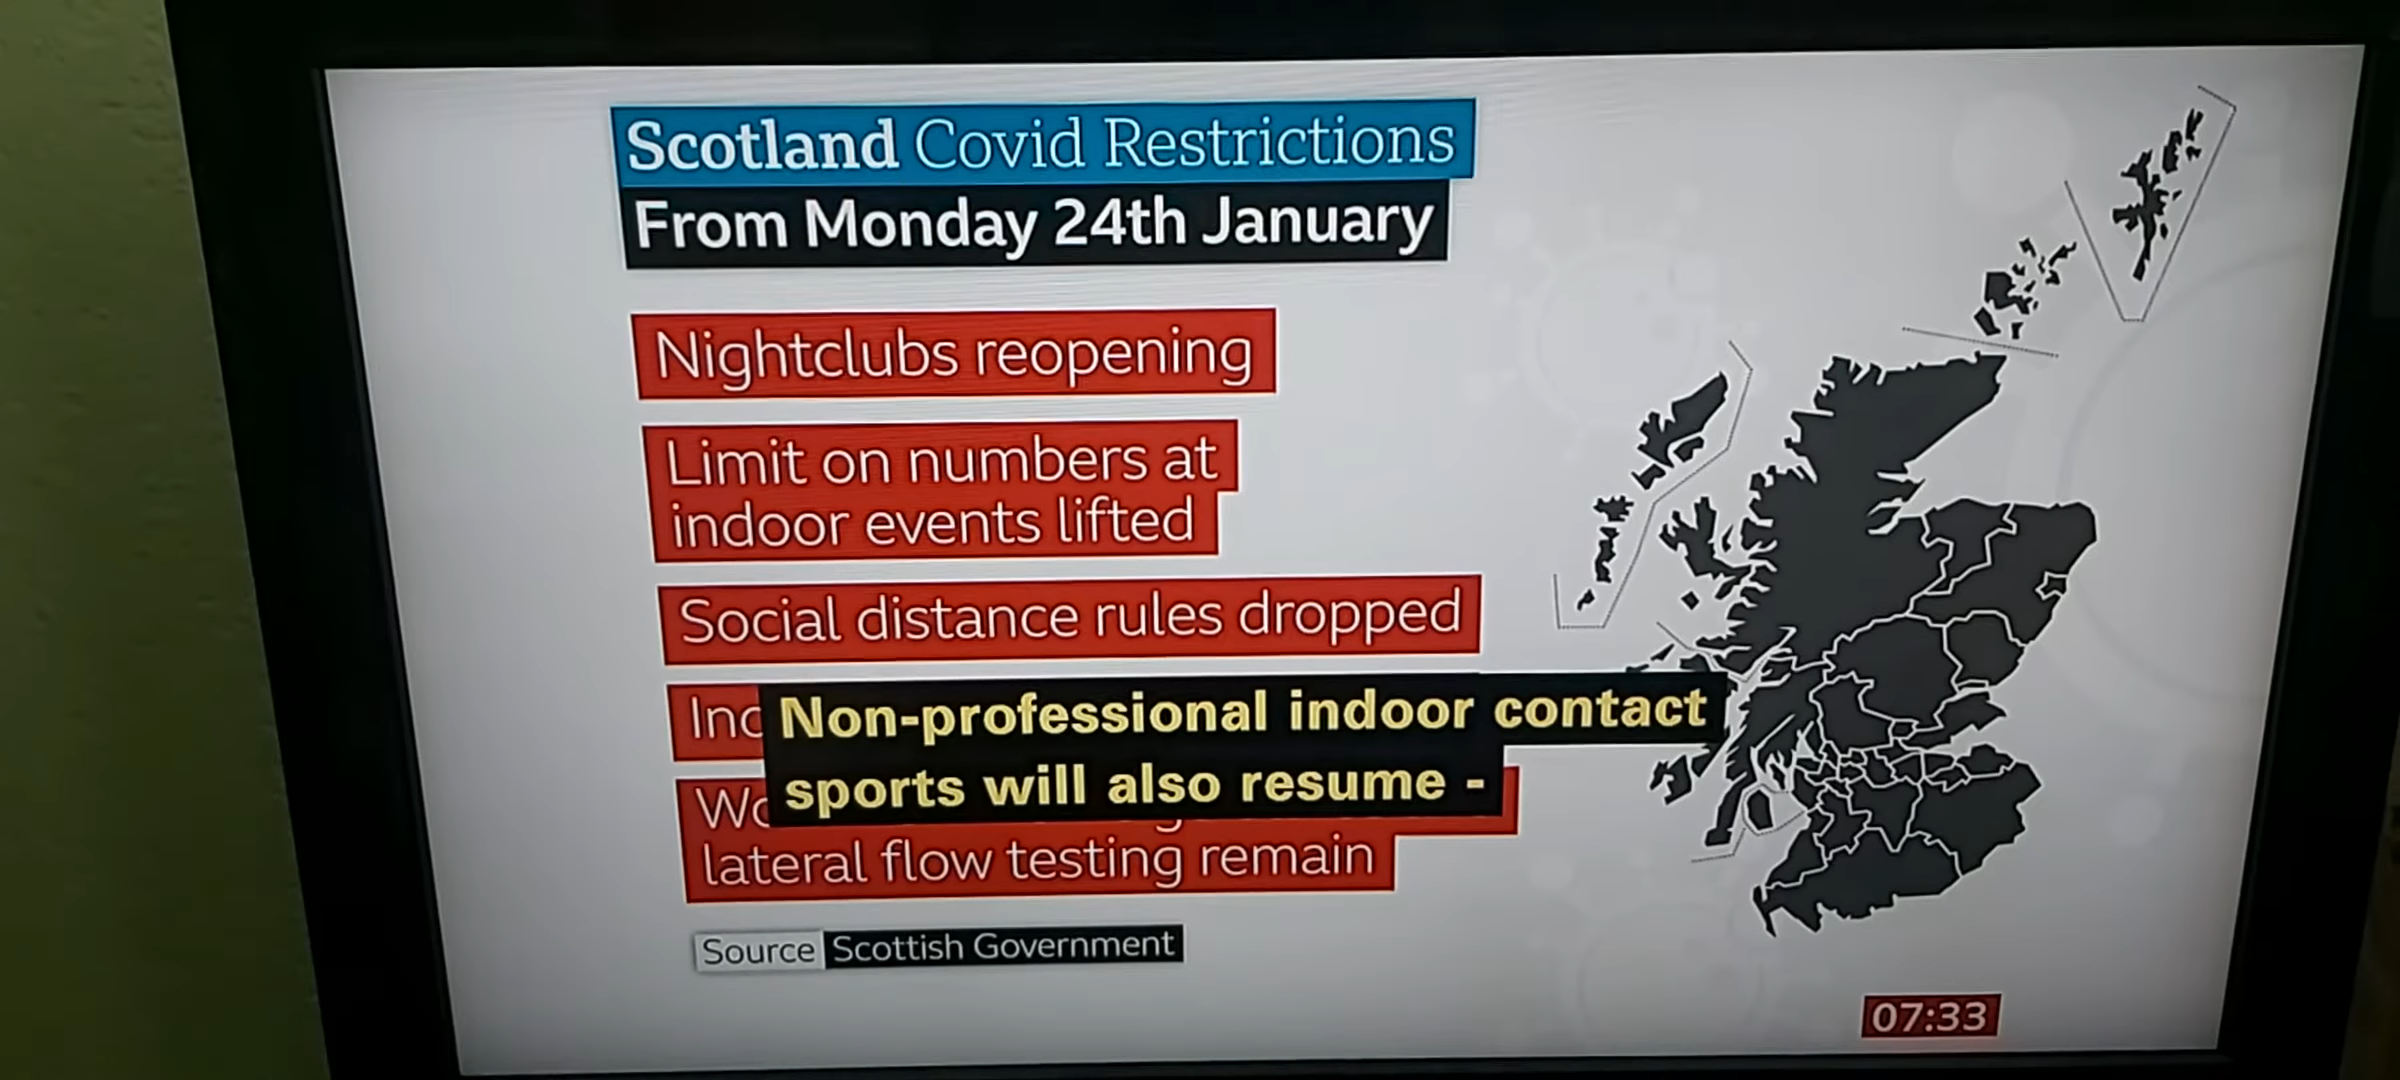 Scotland Covid Restrictions
From Monday 24th January
Nightclubs reopening
Limit on numbers at
indoor events lifted
Social distance rules dropped
Non-professional indoor contact
sports will also resume -
lateral flow testing remain
Source Scottish Government
07:33